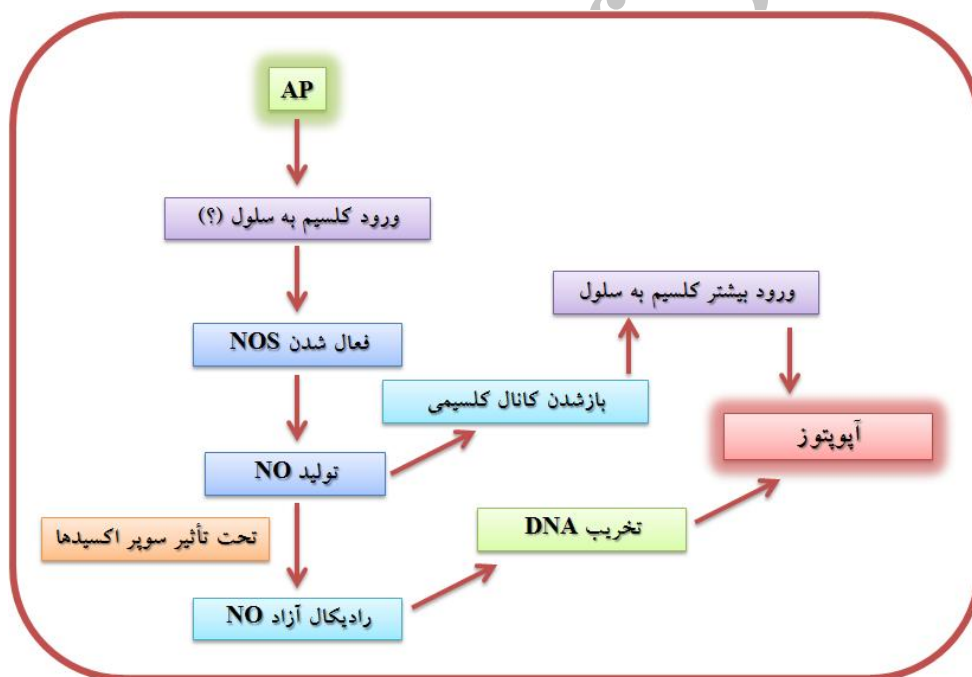 AP
ورود کلسیم به سلول (؟)
ورود بیشتر کلسیم به سلول
فعال شدن NOS
بازشدن کانال کلسیمی
آپوپتوز
تولید NO
تخریب DNA
تحت تأثیر سوپر اکسیدها
رادیکال آزاد NO